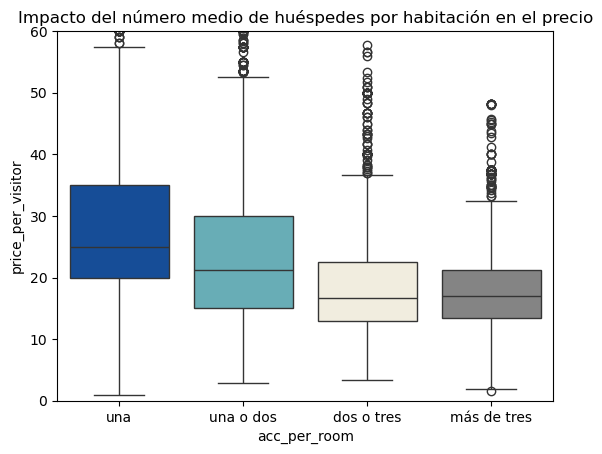 Impacto del número medio de huéspedes por habitación en el precio
60
50
40
30
20
10
0
price_per_visitor
una
una o dos
dos o tres
más de tres
acc_per_room